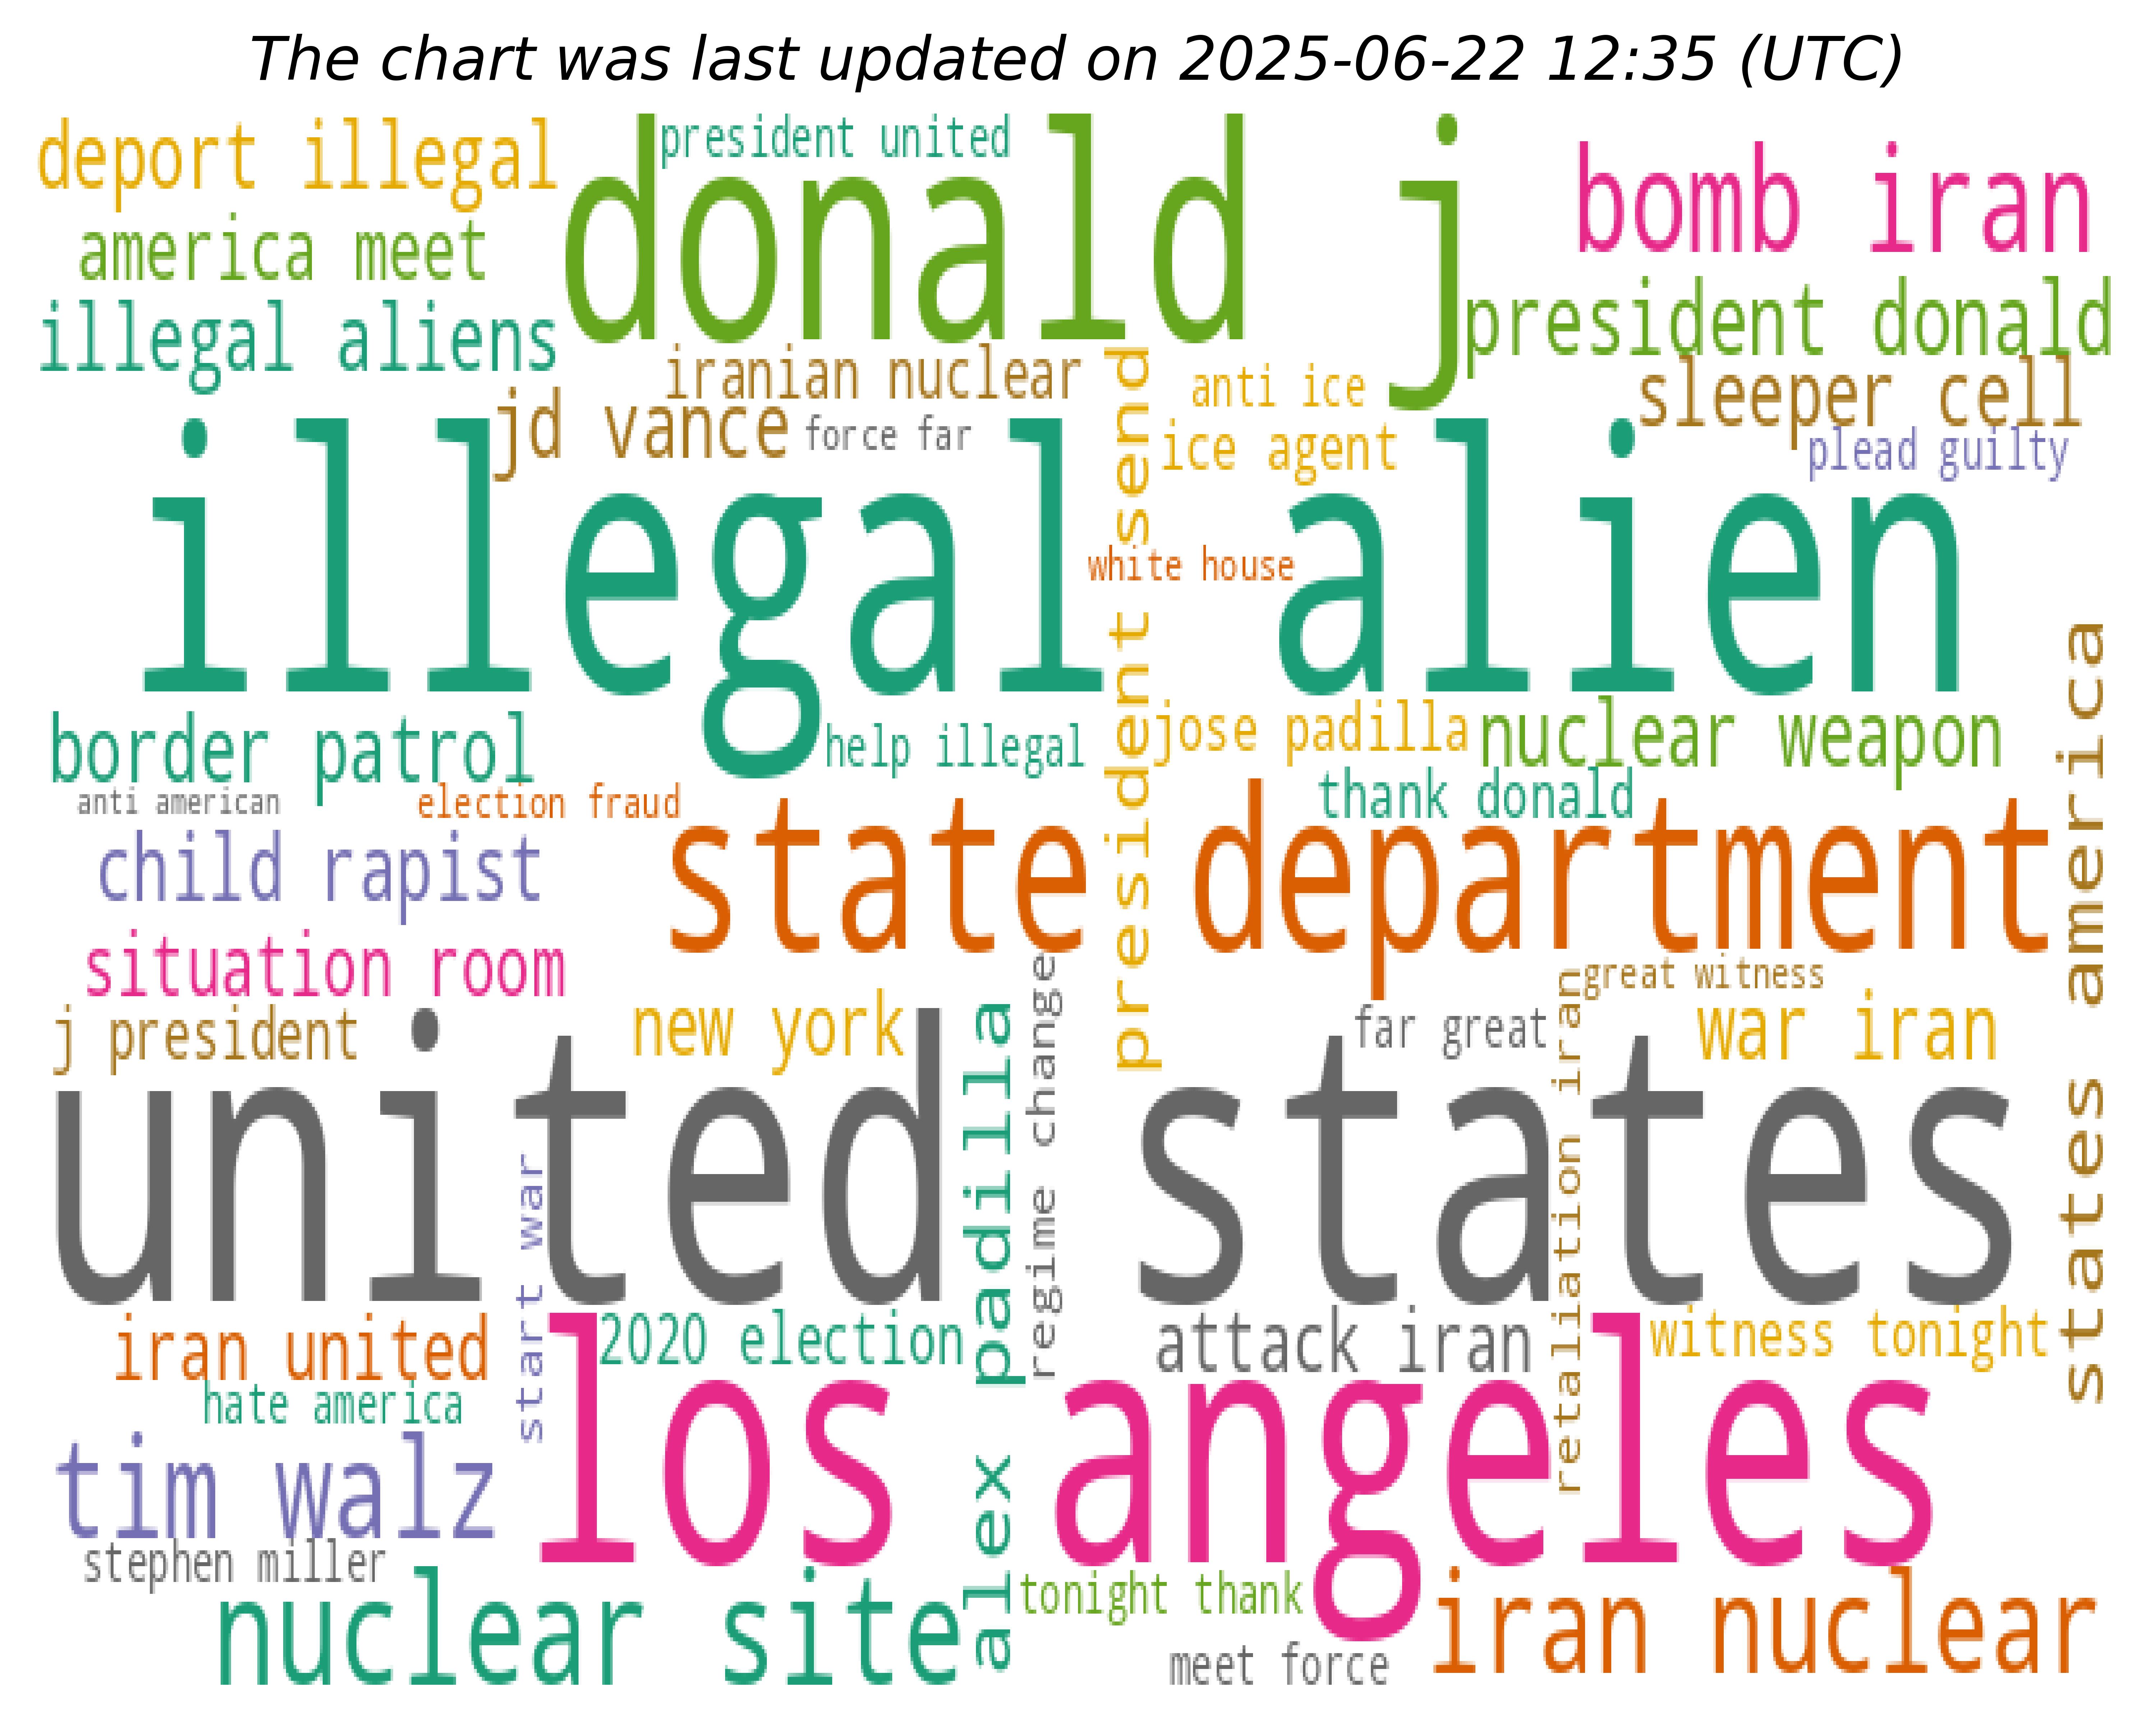 The chart was last updated on 2025-06-22 12:35 (UTC)
deport illegal
president united
donald j
bomb iran
america meet
president donald
illegal aliens
iranian nuclear
anti ice
sleeper cell
jd vance
force far
ice agent
plead guilty
illegal alien
white house
president send
states america
border patrol
help illegal
jose padilla
nuclear weapon
anti american
election fraud
thank donald
child rapist
state department
situation room
great witness
j president
new york
far great
war iran
united states
alex padilla
regime change
retaliation iran
start war
iran united
2020 election
attack iran
witness tonight
hate america
los angeles
tim walz
stephen miller
nuclear site
tonight thank
iran nuclear
meet force